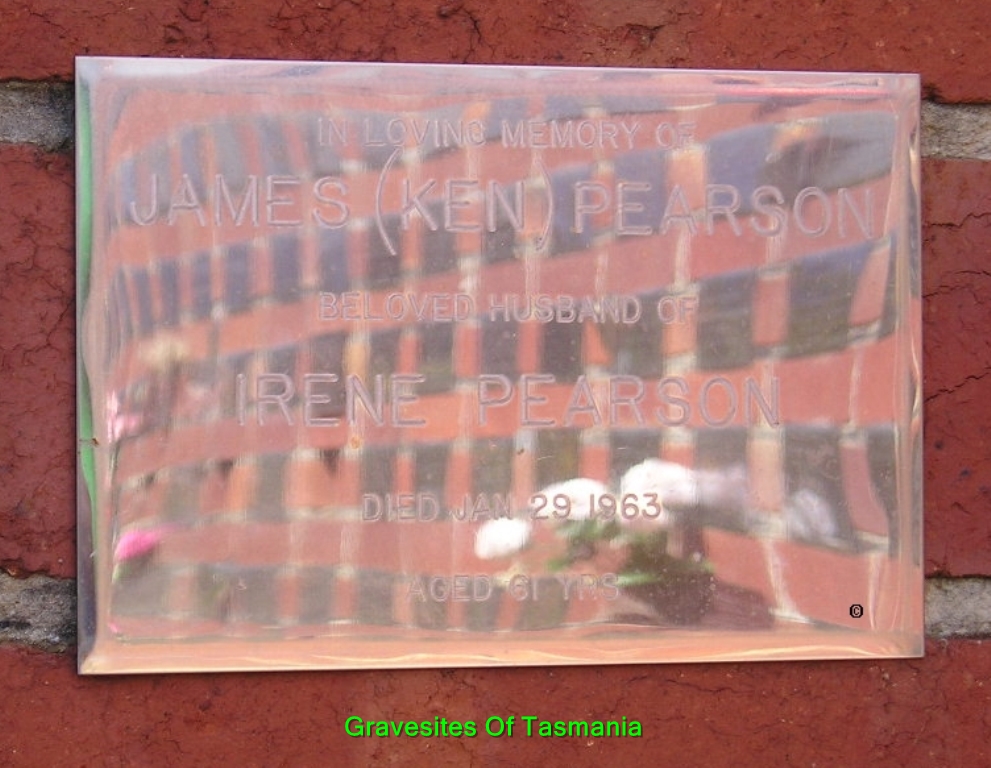 IN LOVING MEMORY OF
JAMES (KEN) PEARSON
BELOVED HUSBAND OF
IRENE PEARSON
DIED JAN 29 1963
AGED 61 YRS
©
Gravesites Of Tasmania